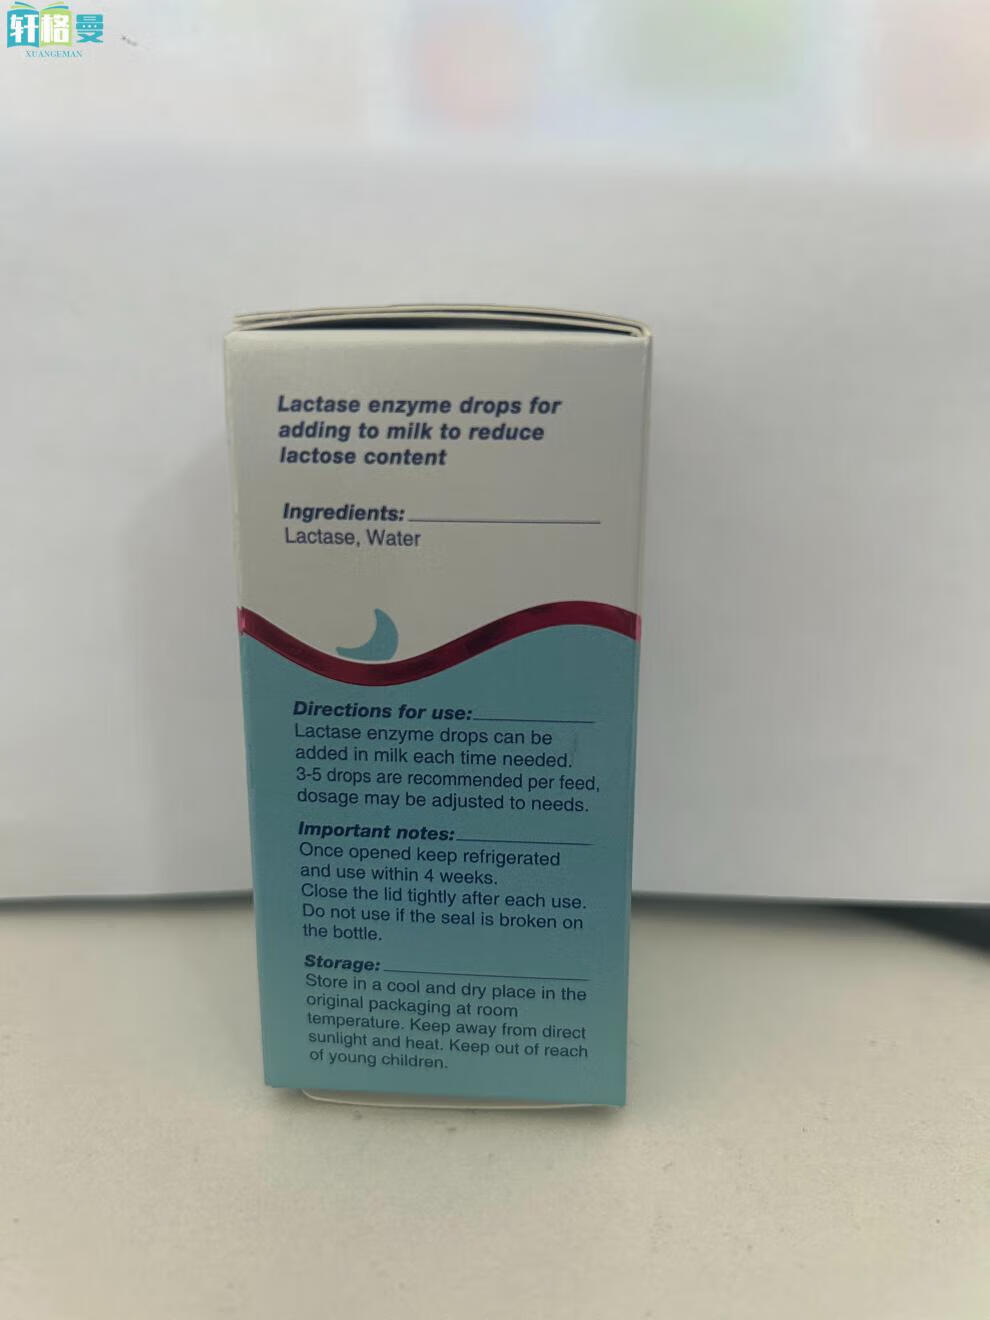 轩格曼
XUANGEMAN
Lactase enzyme drops for
adding to milk to reduce
lactose content
Ingredients:
Lactase, Water
Directions for use:
Lactase enzyme drops can be
added in milk each time needed.
3-5 drops are recommended per feed,
dosage may be adjusted to needs.
Important notes:
Once opened keep refrigerated
and use within 4 weeks.
Close the lid tightly after each use.
Do not use if the seal is broken on
the bottle.
Storage:
Store in a cool and dry place in the
original packaging at room
temperature. Keep away from direct
sunlight and heat. Keep out of reach
of young children.